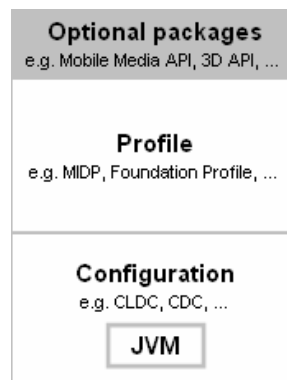 Optional packages
e.g. Mobile Media API, 3D API, ...
Profile
e.g. MIDP, Foundation Profile, ...
Configuration
e.g. CLDC, CDC, ...
JVM